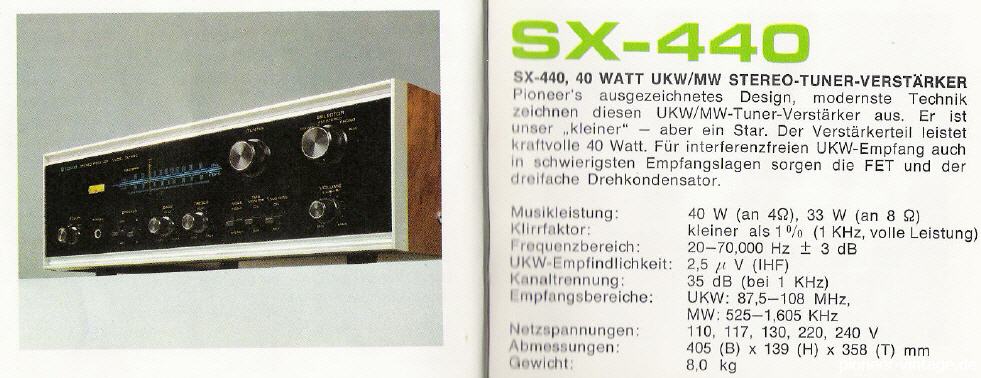 SX-440
SX-440, 40 WATT UKW/MW STEREO-TUNER-VERSTÄRKER
Pioneer's ausgezeichnetes Design, modernste Technik
zeichnen diesen UKW/MW-Tuner-Verstärker aus. Er ist
unser „kleiner" — aber ein Star. Der Verstärkerteil leistet
kraftvolle 40 Watt. Für interferenzfreien UKW-Empfang auch
in schwierigsten Empfangslagen sorgen die FET und der
dreifache Drehkondensator.
Musikleistung: 40 W (an 4Ω), 33 W (an 8 Ω)
Klirrfaktor: kleiner als 1% (1 KHz, volle Leistung)
Frequenzbereich: 20—70,000 Hz ± 3 dB
UKW-Empfindlichkeit: 2,5 μ V (IHF)
Kanaltrennung: 35 dB (bei 1 KHz)
Empfangsbereiche: UKW: 87,5—108 MHz,
MW: 525—1,605 KHz
Netzspannungen: 110, 117, 130, 220, 240 V
Abmessungen: 405 (B) x 139 (H) x 358 (T) mm
Gewicht: 8,0 kg
TUNING
SELECTOR
VOLUME
BASS
TREBLE